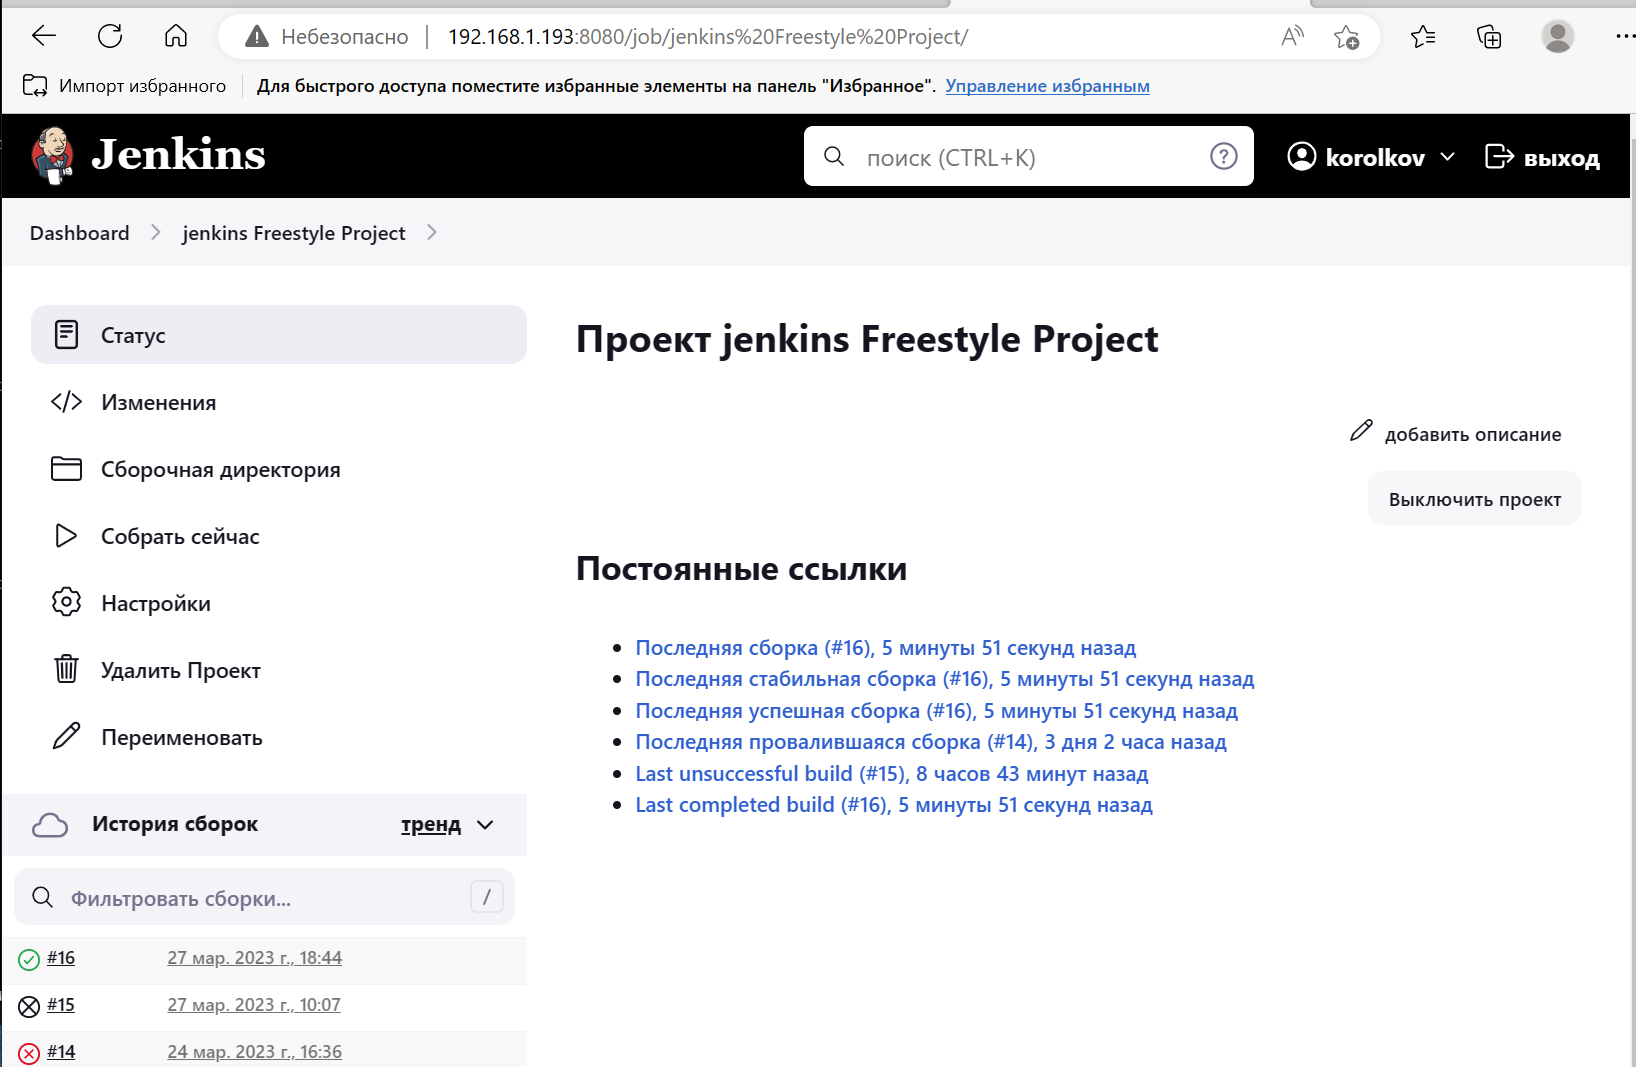 Небезопасно 192.168.1.193:8080/job/jenkins%20Freestyle%20Project/
Импорт избранного Для быстрого доступа поместите избранные элементы на панель "Избранное". Управление избранным
Jenkins
поиск (CTRL+K)
?
korolkov
выход
Dashboard
jenkins Freestyle Project
Статус
Изменения
Сборочная директория
Собрать сейчас
Настройки
Удалить Проект
Переименовать
История сборок
тренд
Фильтровать сборки...
/
#16 27 мар. 2023 г., 18:44
#15 27 мар. 2023 г., 10:07
#14 24 мар. 2023 г., 16:36
Проект jenkins Freestyle Project
добавить описание
Выключить проект
Постоянные ссылки
Последняя сборка (#16), 5 минуты 51 секунд назад
Последняя стабильная сборка (#16), 5 минуты 51 секунд назад
Последняя успешная сборка (#16), 5 минуты 51 секунд назад
Последняя провалившаяся сборка (#14), 3 дня 2 часа назад
Last unsuccessful build (#15), 8 часов 43 минут назад
Last completed build (#16), 5 минуты 51 секунд назад